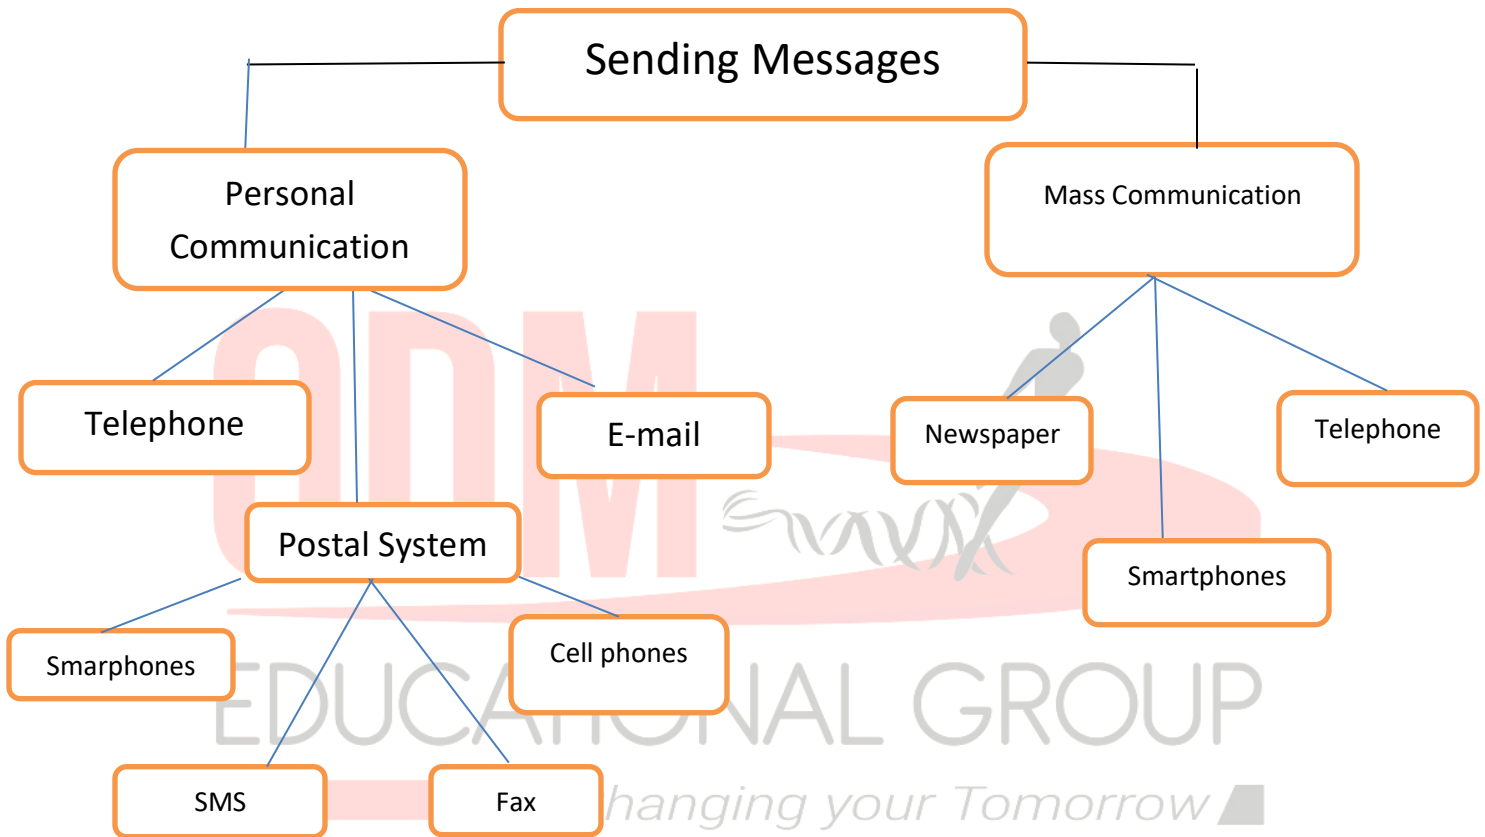 Sending Messages
Personal
Communication
Mass Communication
Telephone
E-mail
Newspaper
Telephone
Postal System
Smartphones
Smarphones
Cell phones
SMS
Fax
ODM
EDUCATIONAL GROUP
hanging your Tomorrow